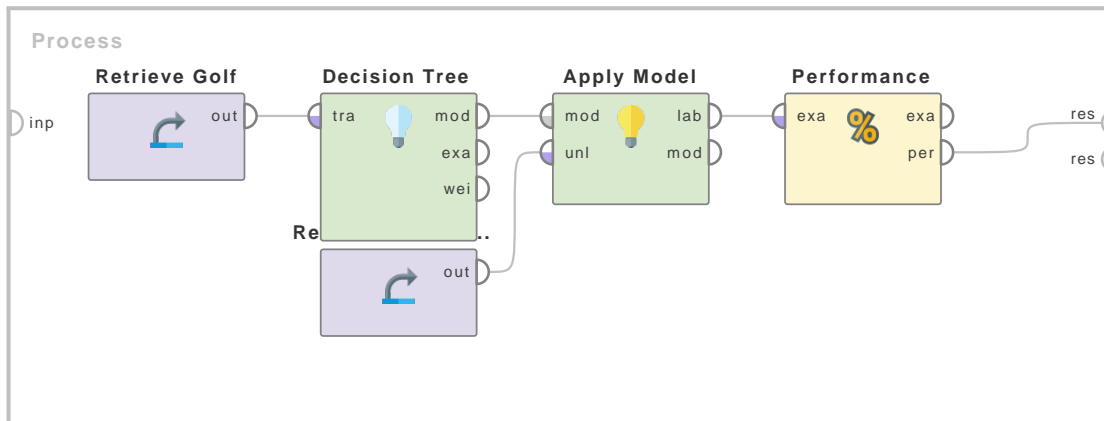 Process
Retrieve Golf
Decision Tree
Apply Model
Performance
inp
out
tra
mod
exa
wei
mod
unl
lab
mod
exa
%
exa
per
res
res
Re ..
out